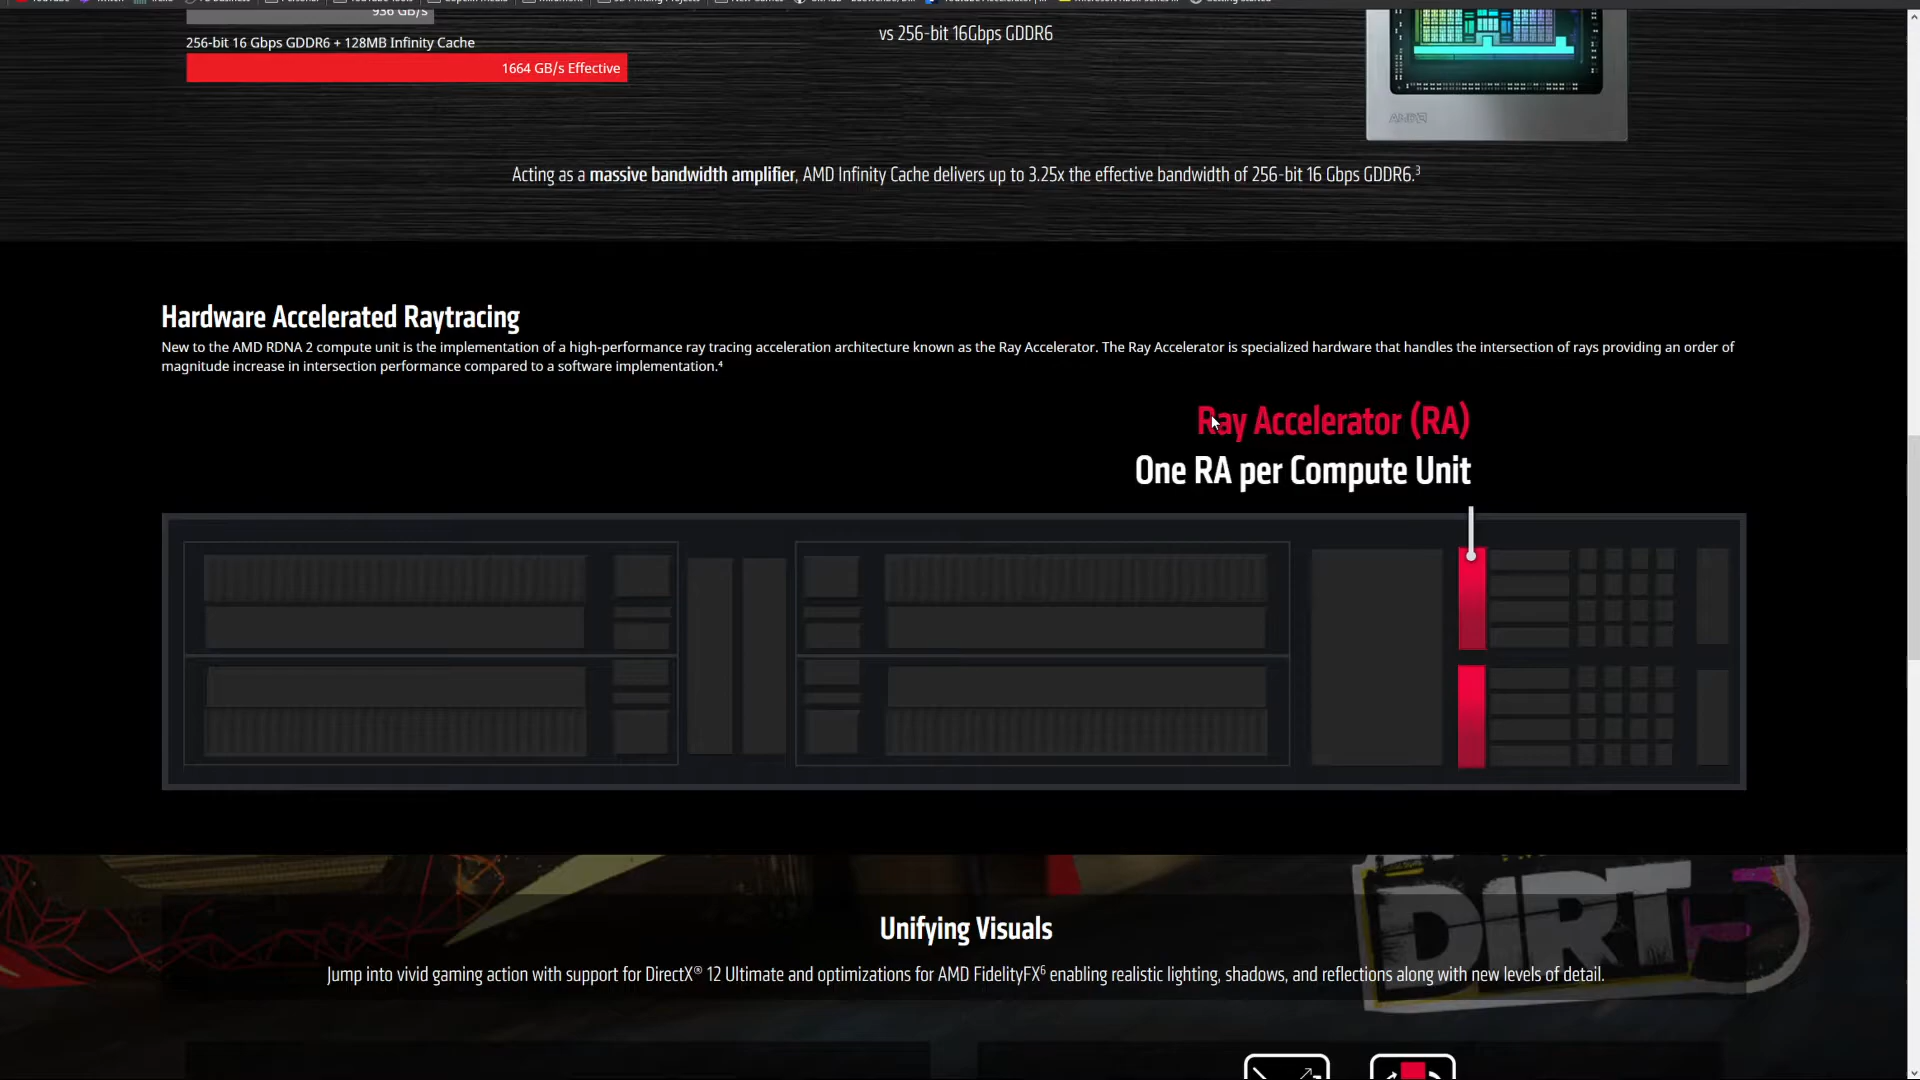 936 GB/s
256-bit 16 Gbps GDDR6 + 128MB Infinity Cache
1664 GB/s Effective
vs 256-bit 16Gbps GDDR6
AMD
Acting as a massive bandwidth amplifier, AMD Infinity Cache delivers up to 3.25x the effective bandwidth of 256-bit 16 Gbps GDDR6.³
Hardware Accelerated Raytracing
New to the AMD RDNA 2 compute unit is the implementation of a high-performance ray tracing acceleration architecture known as the Ray Accelerator. The Ray Accelerator is specialized hardware that handles the intersection of rays providing an order of
magnitude increase in intersection performance compared to a software implementation.⁴
Ray Accelerator (RA)
One RA per Compute Unit
DIRT
Unifying Visuals
Jump into vivid gaming action with support for DirectX® 12 Ultimate and optimizations for AMD FidelityFX⁶ enabling realistic lighting, shadows, and reflections along with new levels of detail.